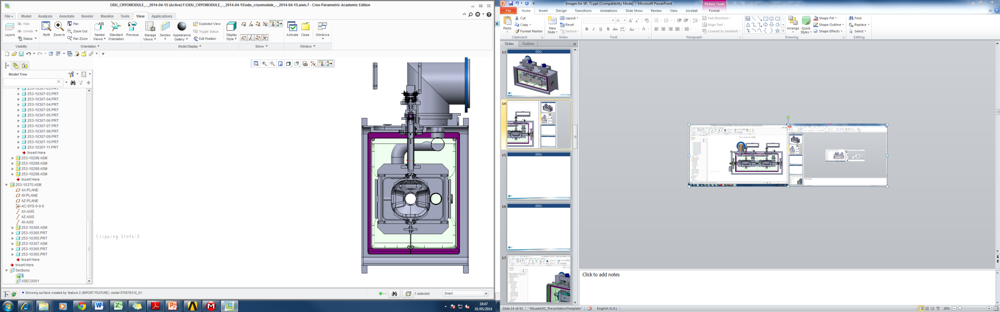 ODU_CRYOMODULE_-_2014-04-15 (Active) F:\ODU_CRYOMODULE_-_2014-04-15\odu_cryomodule_-_2014-04-15.asm.7 - Creo Parametric Academic Edition
File Model Analysis Annotate Render Manikin Tools View Applications
Layers
Hide
Unhide
Status
Visibility
Refit
Zoom In
Pan
Zoom Out
Pan Zoom
Named Views
Standard Orientation
Previous
Orientation
Manage Views
Section
Appearance Gallery
Exploded View
Toggle Status
Edit Position
Model Display
Display Style
Show
Activate
Close
Windows
Window
Model Tree
253-10307-03.PRT
253-10307-03.PRT
253-10307-04.PRT
253-10307-04.PRT
253-10307-05.PRT
253-10307-05.PRT
253-10307-06.PRT
253-10307-07.PRT
253-10307-08.PRT
253-10307-09.PRT
253-10307-10.PRT
253-10307-11.PRT
Insert Here
253-10298.ASM
253-10299.ASM
253-10299.ASM
253-10298.ASM
Insert Here
253-10370.ASM
AX-PLANE
AY-PLANE
AZ-PLANE
AC-SYS-0-0-0
AX-AXIS
AZ-AXIS
AY-AXIS
253-10366.ASM
253-10365.PRT
253-10365.PRT
253-10367.ASM
253-10365.PRT
253-10365.PRT
Insert Here
Insert Here
Sections
X
XSEC0001
Clipping State:X
Showing surface created by feature 2 (IMPORT FEATURE), model ST0576310_01.
1 selected
Smart
18:47
01/05/2014
Images for SP, TJ.ppt [Compatibility Mode] - Microsoft PowerPoint
Picture Tools
File Home Insert Design Transitions Animations Slide Show Review View Acrobat Format
Paste
Cut
Copy
Format Painter
Clipboard
New Slide
Layout
Reset
Section
Slides
24
Font
Text Direction
Align Text
Convert to SmartArt
Paragraph
Arrange
Quick Styles
Shape Fill
Shape Outline
Shape Effects
Drawing
Find
Replace
Select
Editing
Slides Outline
13
ODU
14
15
ODU
16
ODU
17
Click to add notes
Slide 14 of 42 "HiLumiLHC_PresentationTemplate" English (U.K.) 20%